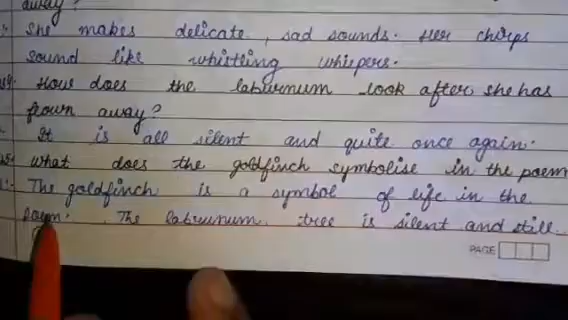 away?
She makes delicate, sad sounds. Her chirps
sound like whistling whispers.
How does the laburnum look after she has
flown away?
It is all silent and quite once again.
what does the goldfinch symbolise in the poem
The goldfinch is a symbol of life in the
poem. The laburnum tree is silent and still.
PAGE